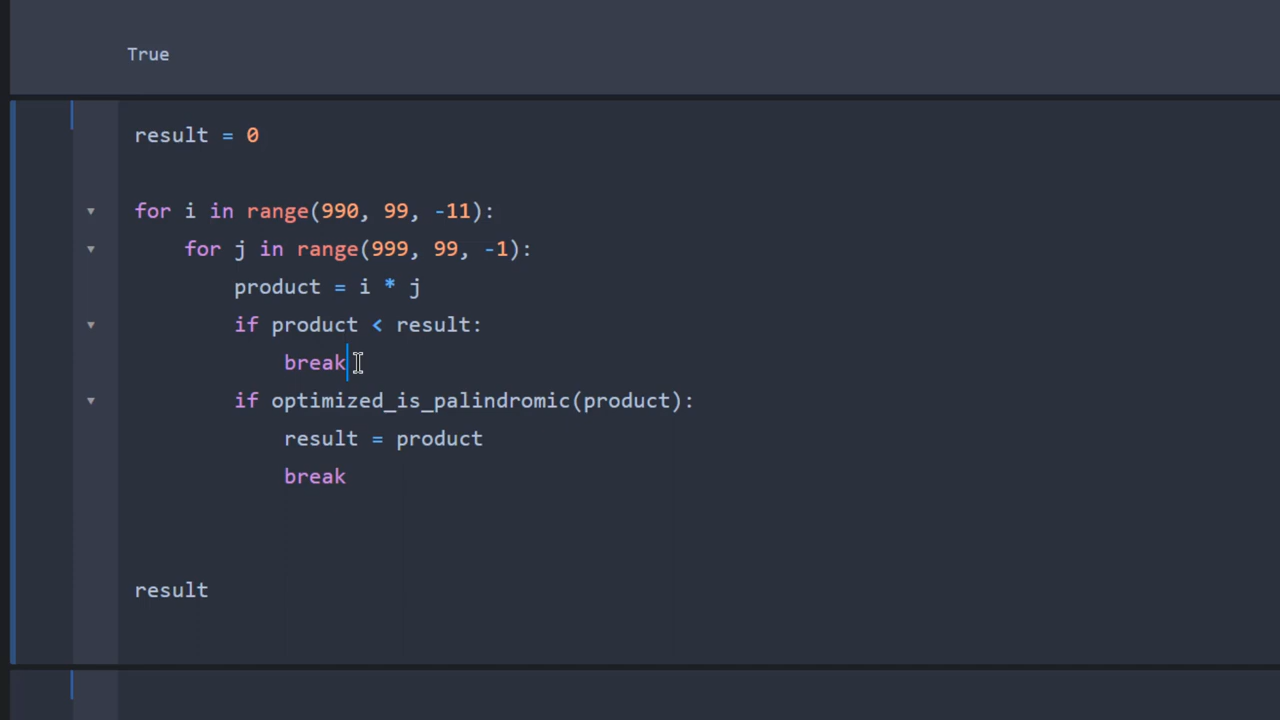 True
result = 0
for i in range(990, 99, -11):
    for j in range(999, 99, -1):
        product = i * j
        if product < result:
            break
        if optimized_is_palindromic(product):
            result = product
            break
result